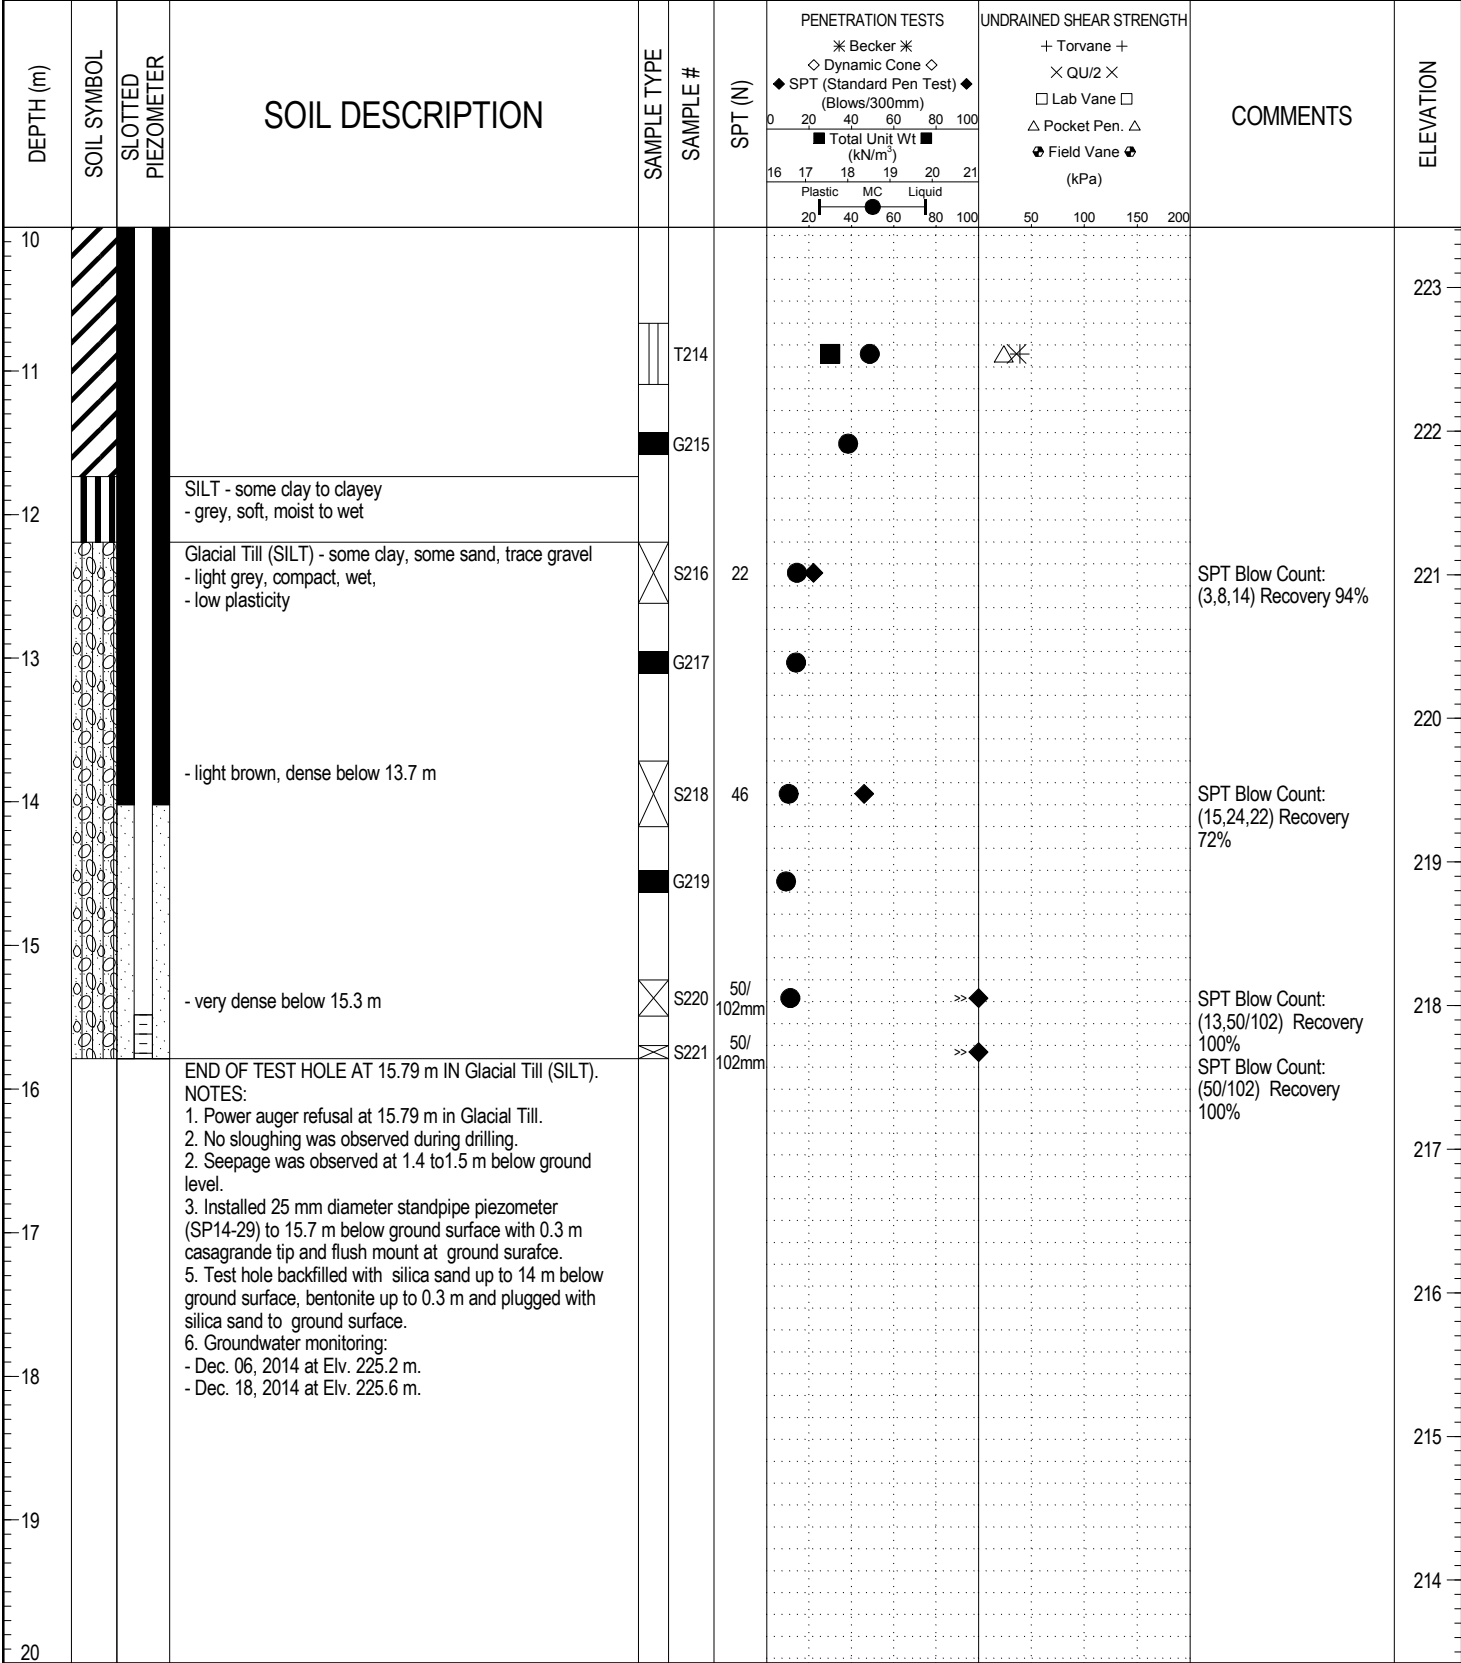 DEPTH (m)
SOIL SYMBOL
SLOTTED
PIEZOMETER
SOIL DESCRIPTION
SAMPLE TYPE
SAMPLE #
SPT (N)
PENETRATION TESTS
✳ Becker ✳
◇ Dynamic Cone ◇
◆ SPT (Standard Pen Test) ◆
(Blows/300mm)
0 20 40 60 80 100
■ Total Unit Wt ■
(kN/m³)
16 17 18 19 20 21
Plastic MC Liquid
20 40 60 80 100
UNDRAINED SHEAR STRENGTH
+ Torvane +
× QU/2 ×
□ Lab Vane □
△ Pocket Pen. △
Field Vane
(kPa)
50 100 150 200
COMMENTS
ELEVATION
10
223
T214
11
G215
222
SILT - some clay to clayey
- grey, soft, moist to wet
12
Glacial Till (SILT) - some clay, some sand, trace gravel
- light grey, compact, wet,
- low plasticity
S216 22
SPT Blow Count:
(3,8,14) Recovery 94%
221
13
G217
220
- light brown, dense below 13.7 m
14
S218 46
SPT Blow Count:
(15,24,22) Recovery
72%
219
G219
15
- very dense below 15.3 m
S220 50/
102mm
>>
SPT Blow Count:
(13,50/102) Recovery
100%
218
S221 50/
102mm
>>
SPT Blow Count:
(50/102) Recovery
100%
END OF TEST HOLE AT 15.79 m IN Glacial Till (SILT).
16
NOTES:
1. Power auger refusal at 15.79 m in Glacial Till.
2. No sloughing was observed during drilling.
2. Seepage was observed at 1.4 to1.5 m below ground
level.
217
3. Installed 25 mm diameter standpipe piezometer
(SP14-29) to 15.7 m below ground surface with 0.3 m
17
casagrande tip and flush mount at ground surafce.
5. Test hole backfilled with silica sand up to 14 m below
ground surface, bentonite up to 0.3 m and plugged with
216
silica sand to ground surface.
6. Groundwater monitoring:
- Dec. 06, 2014 at Elv. 225.2 m.
18
- Dec. 18, 2014 at Elv. 225.6 m.
215
19
214
20